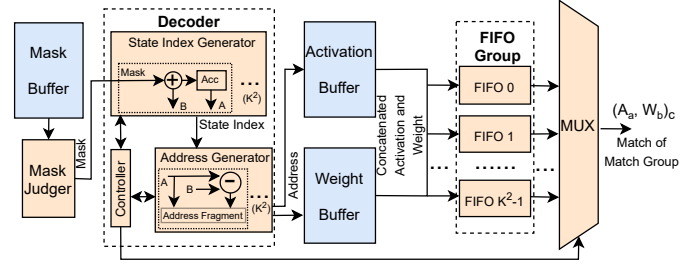 Decoder
Mask
Buffer
Mask
Judger
Mask
State Index Generator
Mask
+
Acc
...
(K²)
B
A
State Index
Controller
Address Generator
A
B
−
...
(K²)
Address Fragment
Address
Activation
Buffer
Weight
Buffer
Concatenated
Activation and
Weight
FIFO
Group
FIFO 0
FIFO 1
...... ......
FIFO K²-1
...
MUX
(Aₐ, W_b)_c
Match of
Match Group